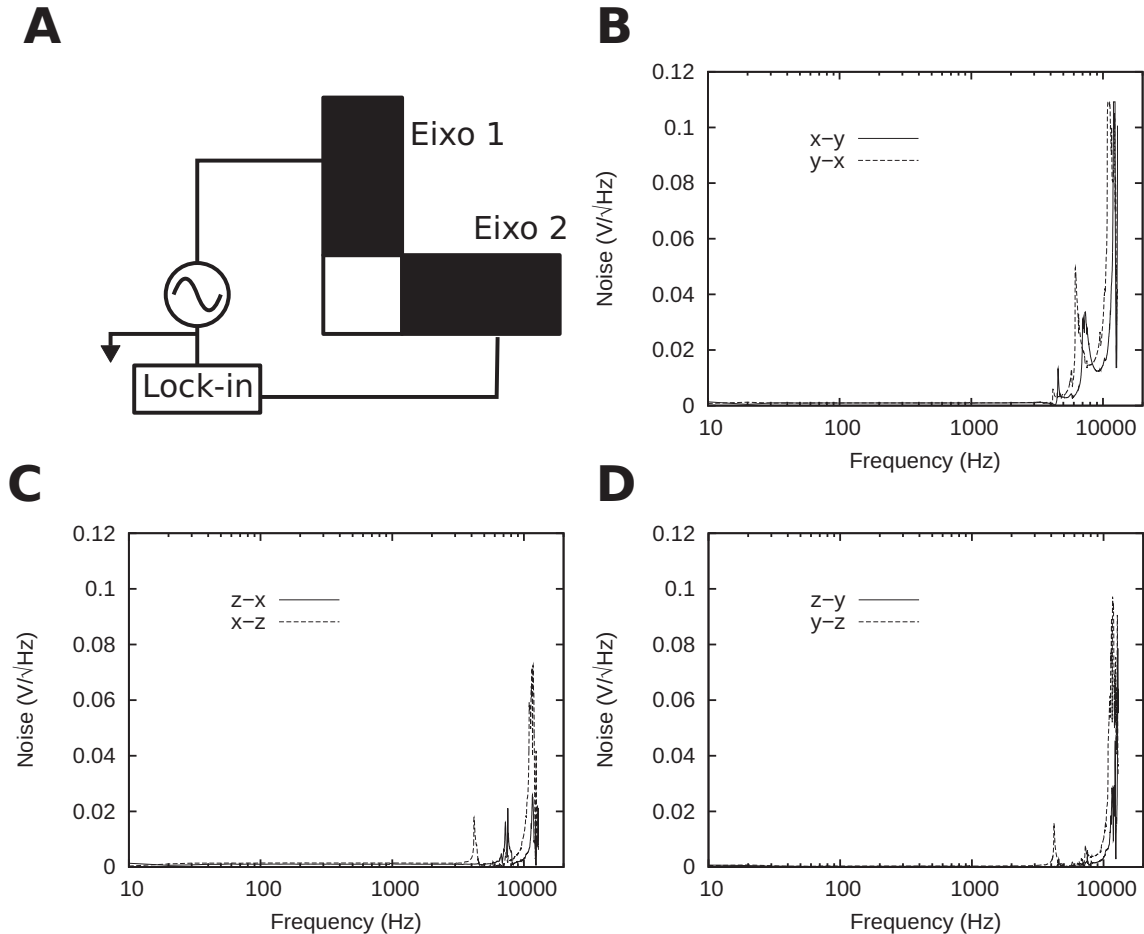 A
Eixo 1
Eixo 2
Lock-in
B
0.12
0.1
0.08
0.06
0.04
0.02
0
Noise (V/√Hz)
x−y
y−x
10 100 1000 10000
Frequency (Hz)
C
0.12
0.1
0.08
0.06
0.04
0.02
0
Noise (V/√Hz)
z−x
x−z
10 100 1000 10000
Frequency (Hz)
D
0.12
0.1
0.08
0.06
0.04
0.02
0
Noise (V/√Hz)
z−y
y−z
10 100 1000 10000
Frequency (Hz)